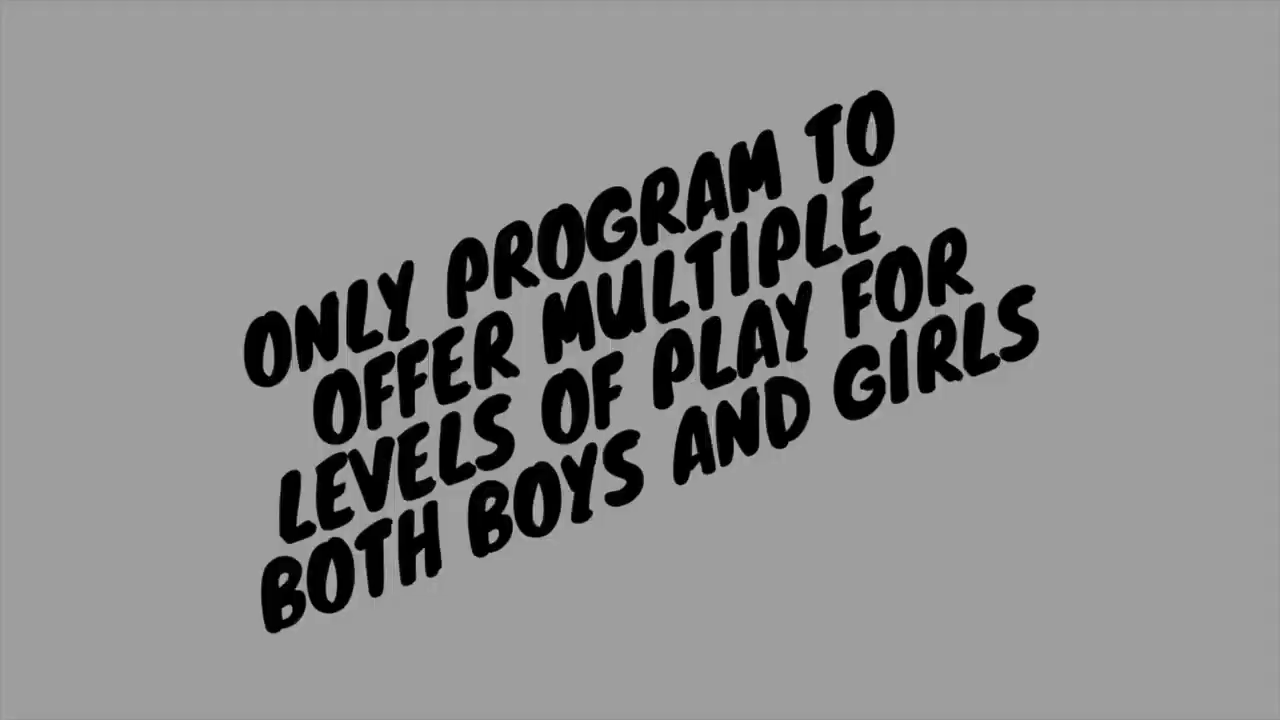 ONLY PROGRAM TO
OFFER MULTIPLE
LEVELS OF PLAY FOR
BOTH BOYS AND GIRLS